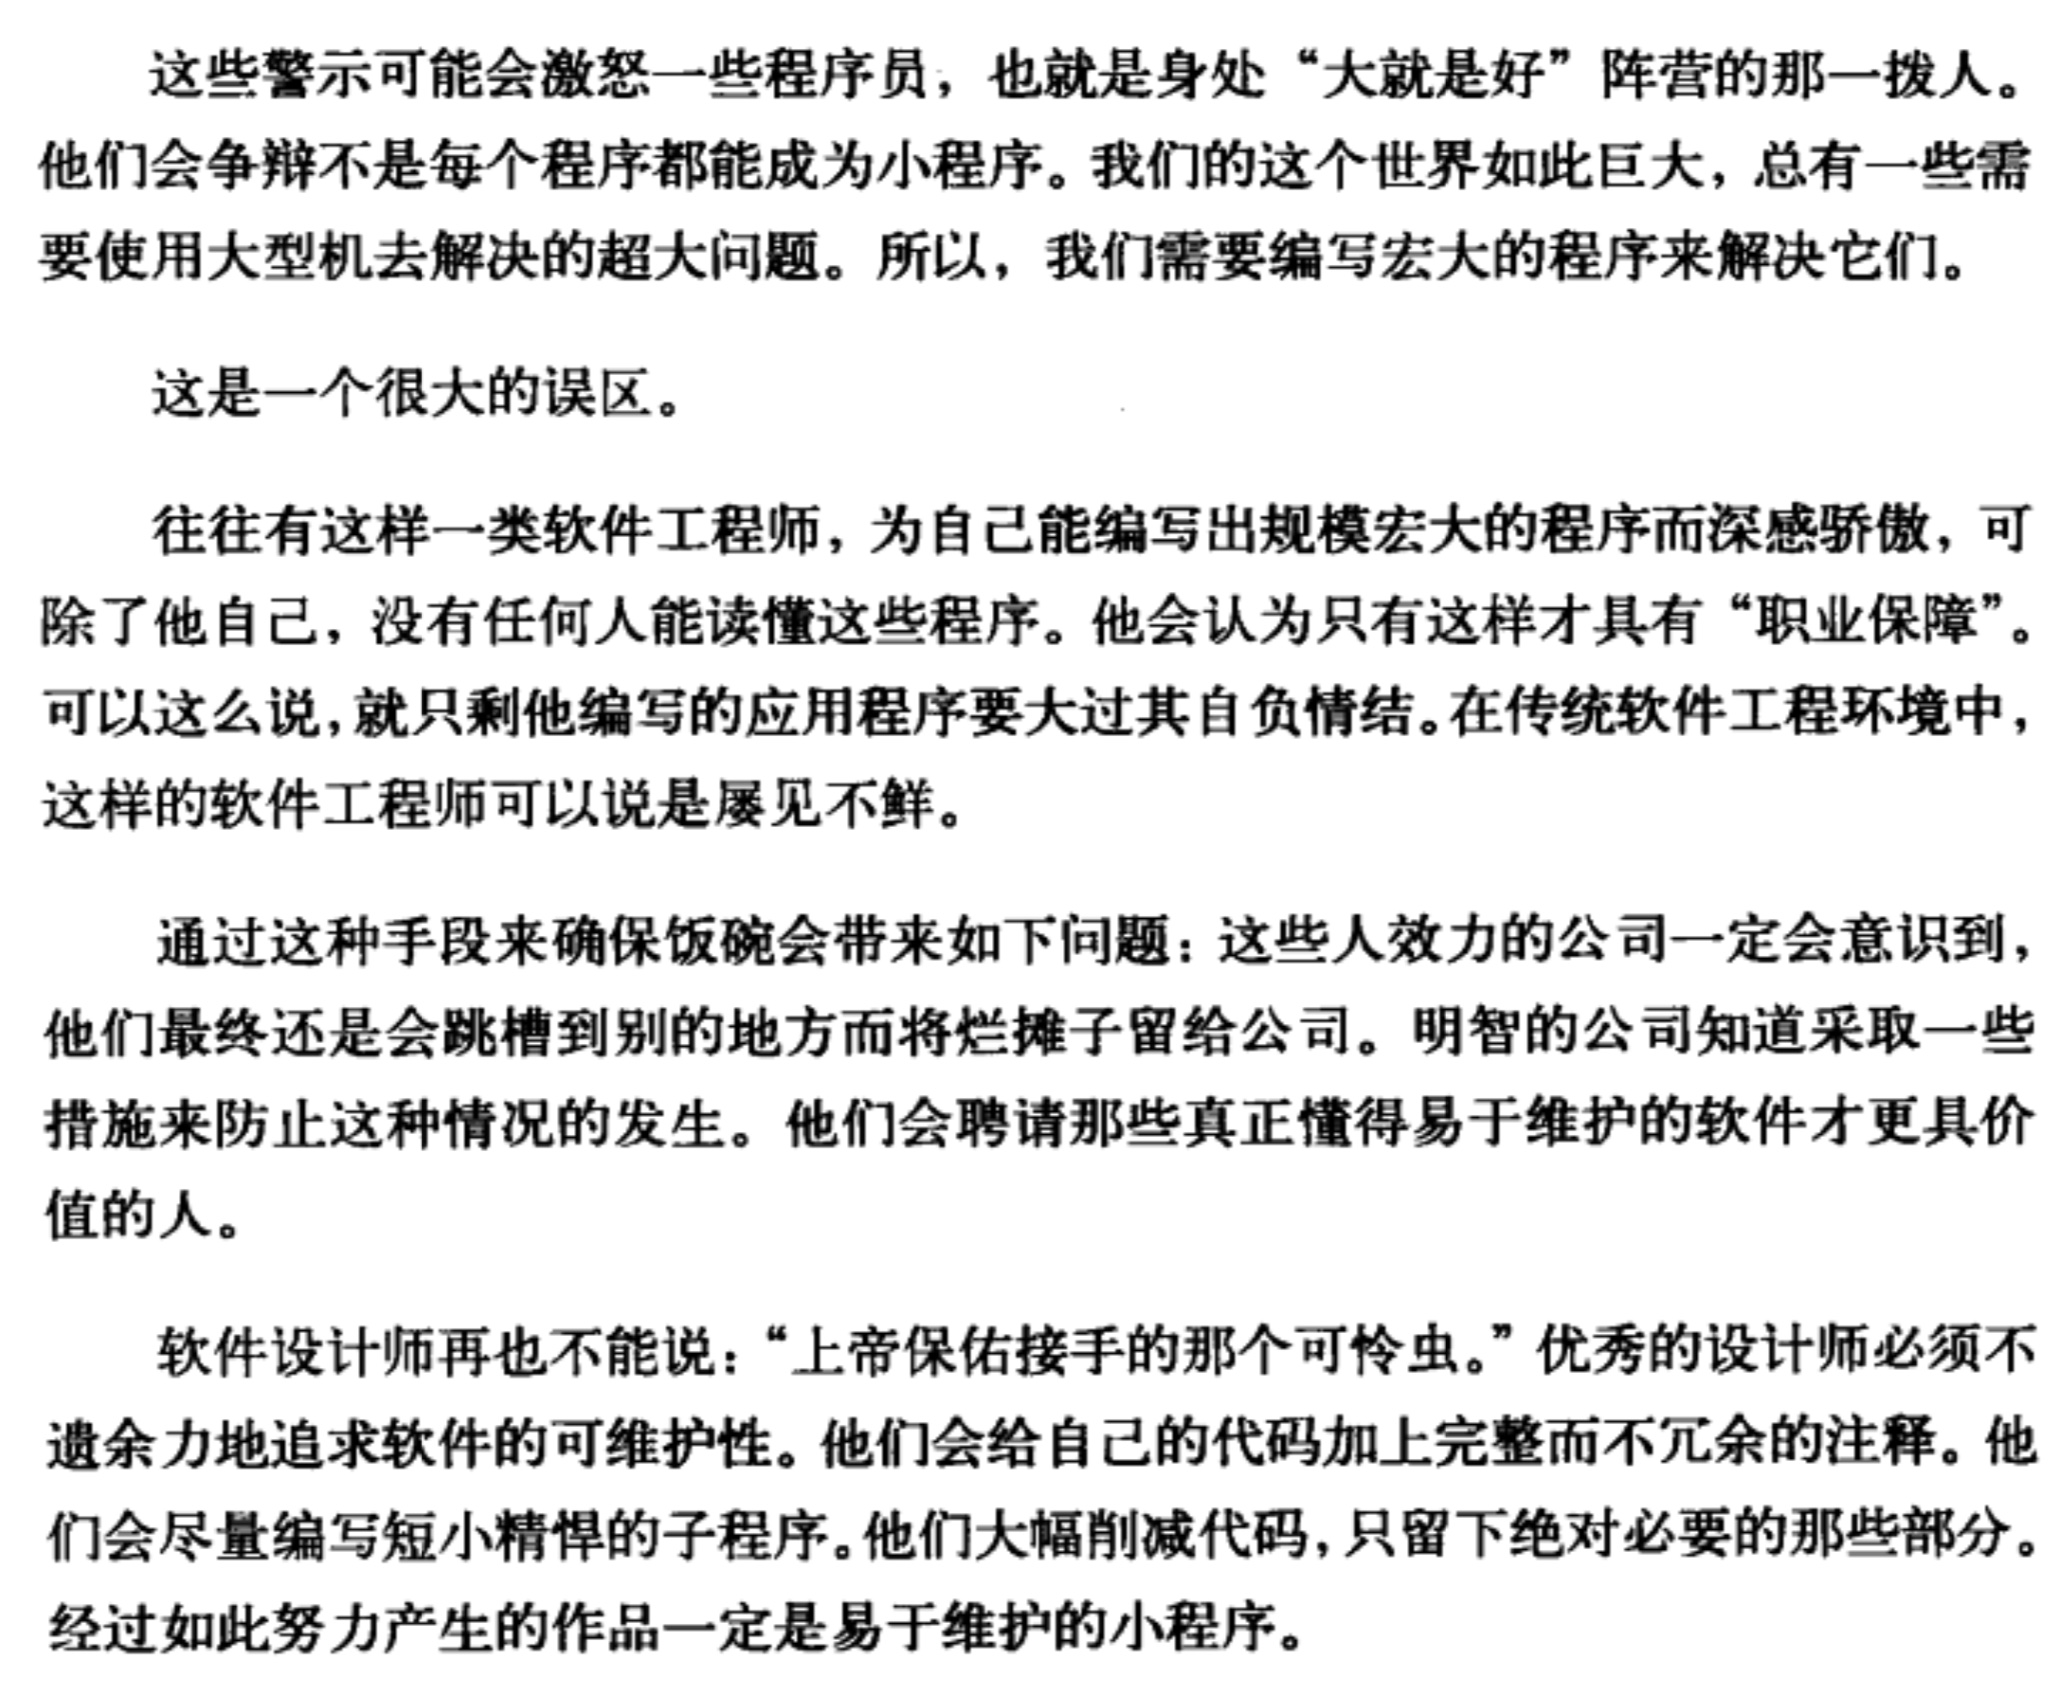 这些警示可能会激怒一些程序员，也就是身处“大就是好”阵营的那一拨人。
他们会争辩不是每个程序都能成为小程序。我们的这个世界如此巨大，总有一些需
要使用大型机去解决的超大问题。所以，我们需要编写宏大的程序来解决它们。
这是一个很大的误区。
往往有这样一类软件工程师，为自己能编写出规模宏大的程序而深感骄傲，可
除了他自己，没有任何人能读懂这些程序。他会认为只有这样才具有“职业保障”。
可以这么说，就只剩他编写的应用程序要大过其自负情结。在传统软件工程环境中，
这样的软件工程师可以说是屡见不鲜。
通过这种手段来确保饭碗会带来如下问题：这些人效力的公司一定会意识到，
他们最终还是会跳槽到别的地方而将烂摊子留给公司。明智的公司知道采取一些
措施来防止这种情况的发生。他们会聘请那些真正懂得易于维护的软件才更具价
值的人。
软件设计师再也不能说：“上帝保佑接手的那个可怜虫。”优秀的设计师必须不
遗余力地追求软件的可维护性。他们会给自己的代码加上完整而不冗余的注释。他
们会尽量编写短小精悍的子程序。他们大幅削减代码，只留下绝对必要的那些部分。
经过如此努力产生的作品一定是易于维护的小程序。